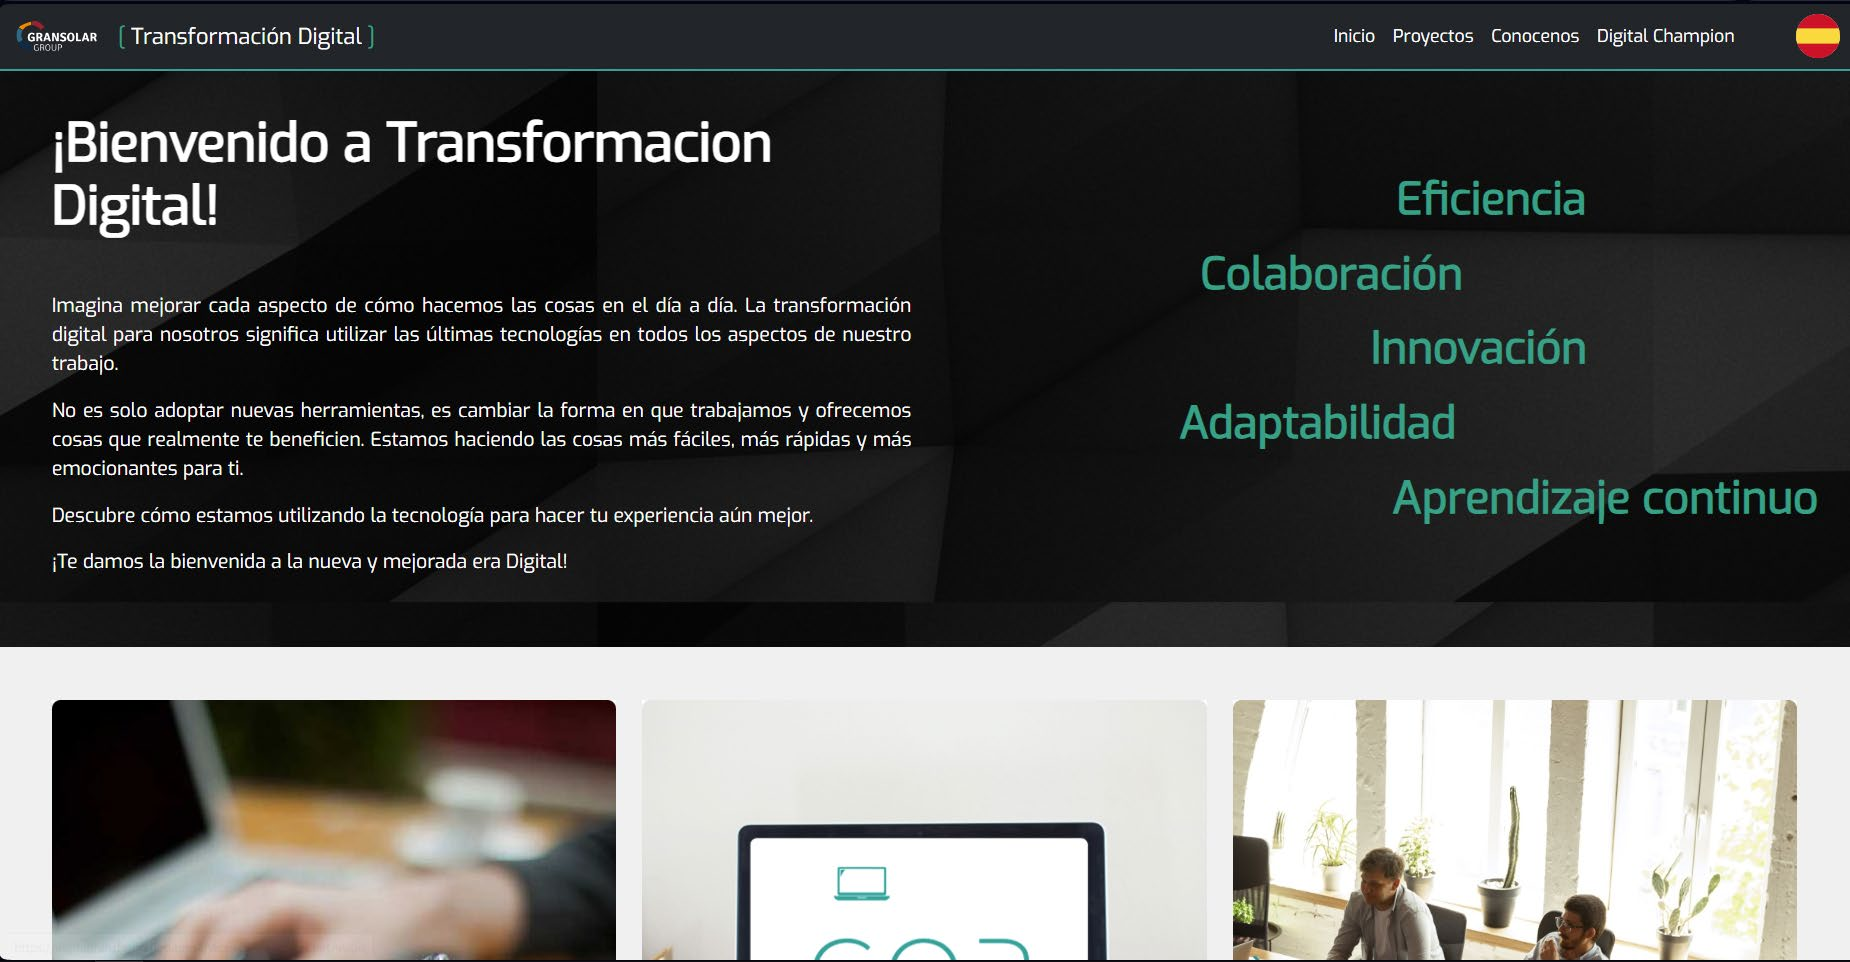 GRANSOLAR
GROUP
[ Transformación Digital ]
Inicio Proyectos Conocenos Digital Champion
¡Bienvenido a Transformacion
Digital!
Imagina mejorar cada aspecto de cómo hacemos las cosas en el día a día. La transformación
digital para nosotros significa utilizar las últimas tecnologías en todos los aspectos de nuestro
trabajo.
No es solo adoptar nuevas herramientas, es cambiar la forma en que trabajamos y ofrecemos
cosas que realmente te beneficien. Estamos haciendo las cosas más fáciles, más rápidas y más
emocionantes para ti.
Descubre cómo estamos utilizando la tecnología para hacer tu experiencia aún mejor.
¡Te damos la bienvenida a la nueva y mejorada era Digital!
Eficiencia
Colaboración
Innovación
Adaptabilidad
Aprendizaje continuo